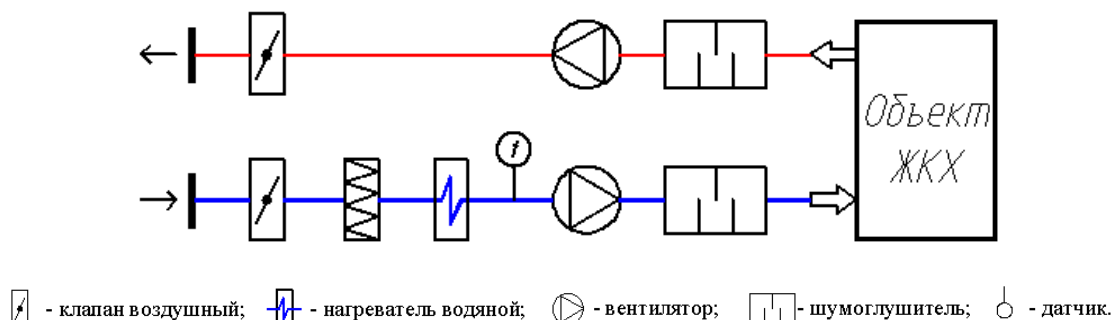 Объект
ЖКХ
t
- клапан воздушный; - нагреватель водяной; - вентилятор; - шумоглушитель; - датчик.